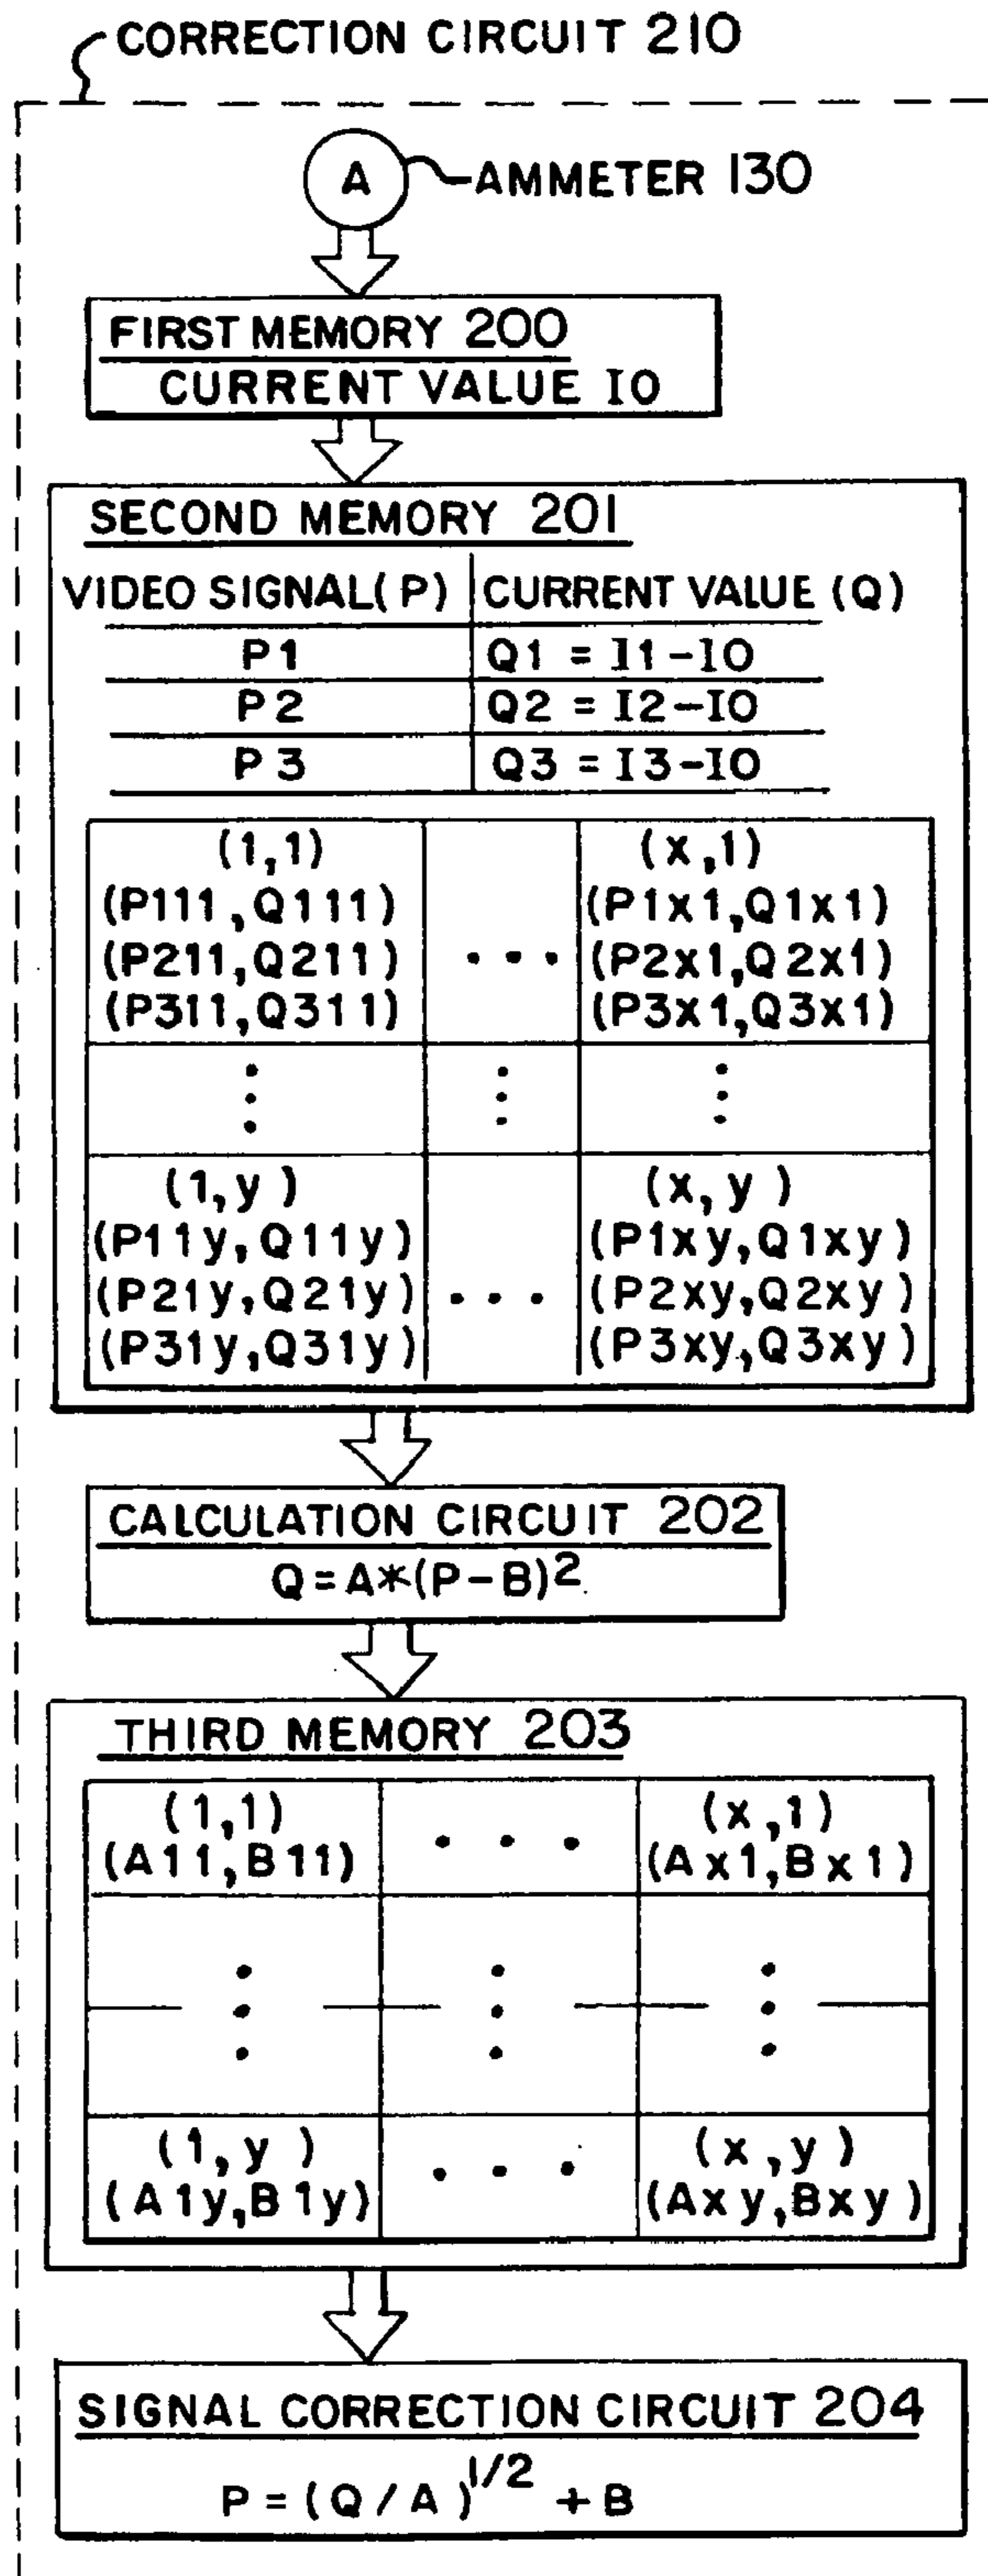 CORRECTION CIRCUIT 210
A
AMMETER 130
FIRST MEMORY 200
CURRENT VALUE I0
SECOND MEMORY 201
VIDEO SIGNAL(P) CURRENT VALUE (Q)
P1 Q1 = I1-I0
P2 Q2 = I2-I0
P3 Q3 = I3-I0
(1,1) (x,1)
(P111,Q111) (P1x1,Q1x1)
(P211,Q211) ... (P2x1,Q2x1)
(P311,Q311) (P3x1,Q3x1)
(1,y) (x,y)
(P11y,Q11y) (P1xy,Q1xy)
(P21y,Q21y) ... (P2xy,Q2xy)
(P31y,Q31y) (P3xy,Q3xy)
CALCULATION CIRCUIT 202
Q=A*(P-B)²
THIRD MEMORY 203
(1,1) ... (x,1)
(A11,B11) (Ax1,Bx1)
(1,y) ... (x,y)
(A1y,B1y) (Axy,Bxy)
SIGNAL CORRECTION CIRCUIT 204
P=(Q/A)^1/2 +B